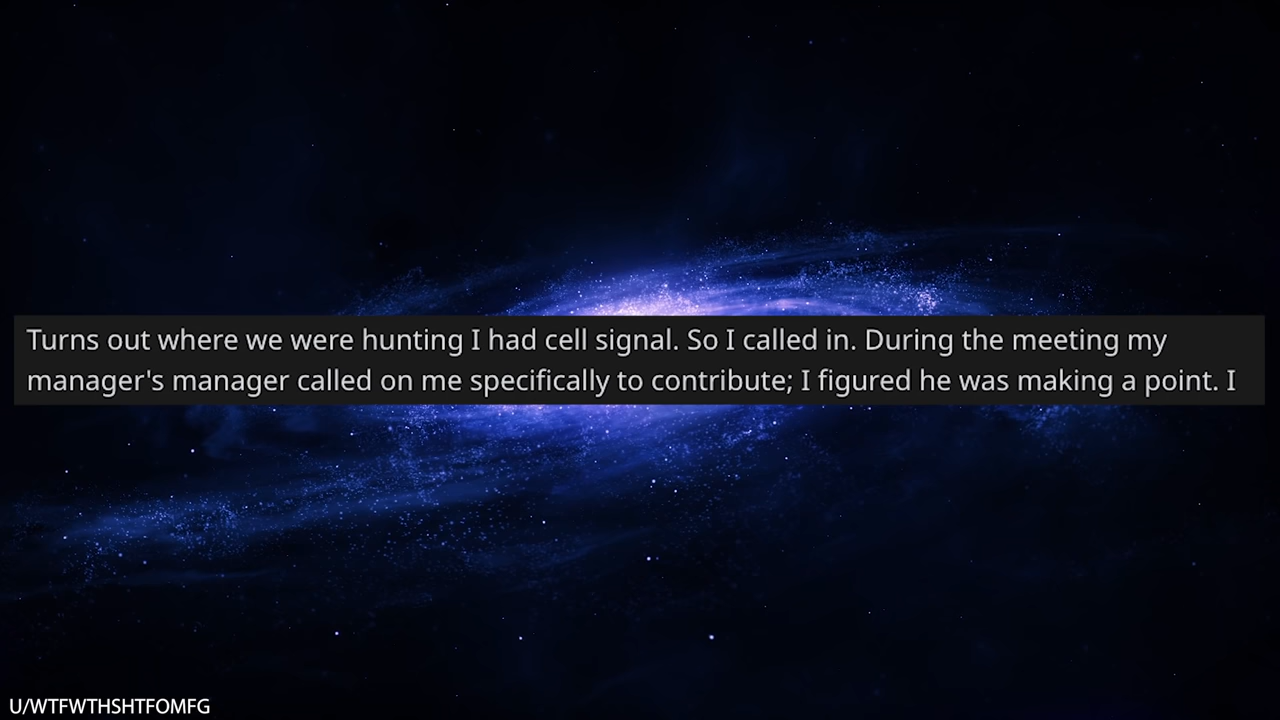 Turns out where we were hunting I had cell signal. So I called in. During the meeting my
manager's manager called on me specifically to contribute; I figured he was making a point. I
U/WTFWTHSHTFOMFG